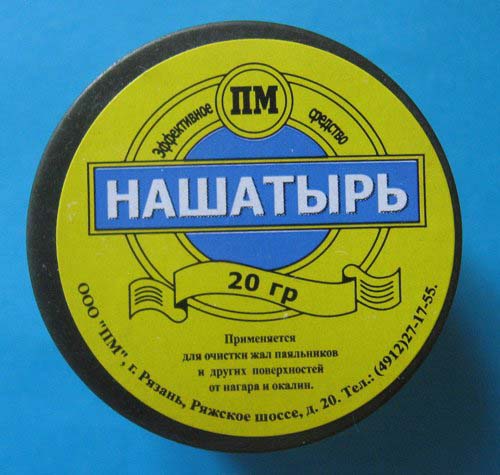 ПМ
Эффективное средство
НАШАТЫРЬ
20 гр
Применяется
для очистки жал паяльников
и других поверхностей
от нагара и окалин.
ООО "ПМ", г. Рязань, Ряжское шоссе, д. 20. Тел.: (4912)27-17-55.